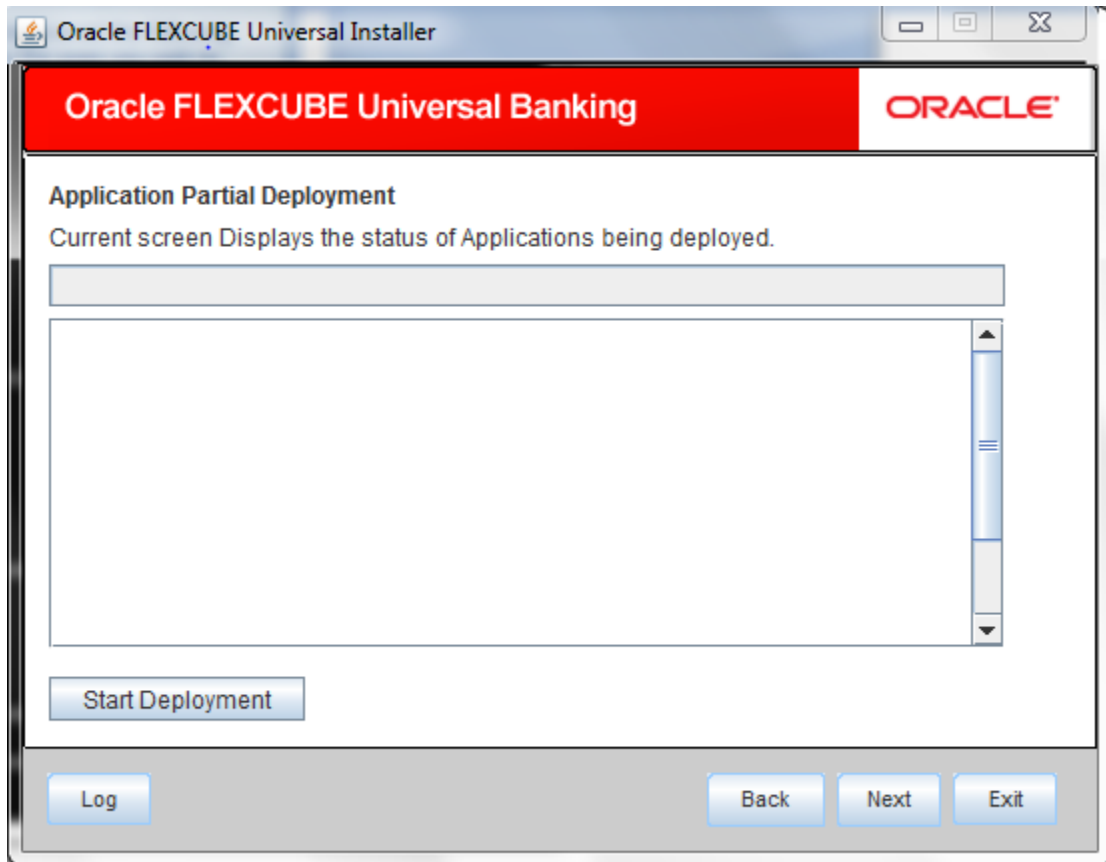 Oracle FLEXCUBE Universal Installer
Oracle FLEXCUBE Universal Banking
ORACLE
Application Partial Deployment
Current screen Displays the status of Applications being deployed.
Start Deployment
Log
Back
Next
Exit